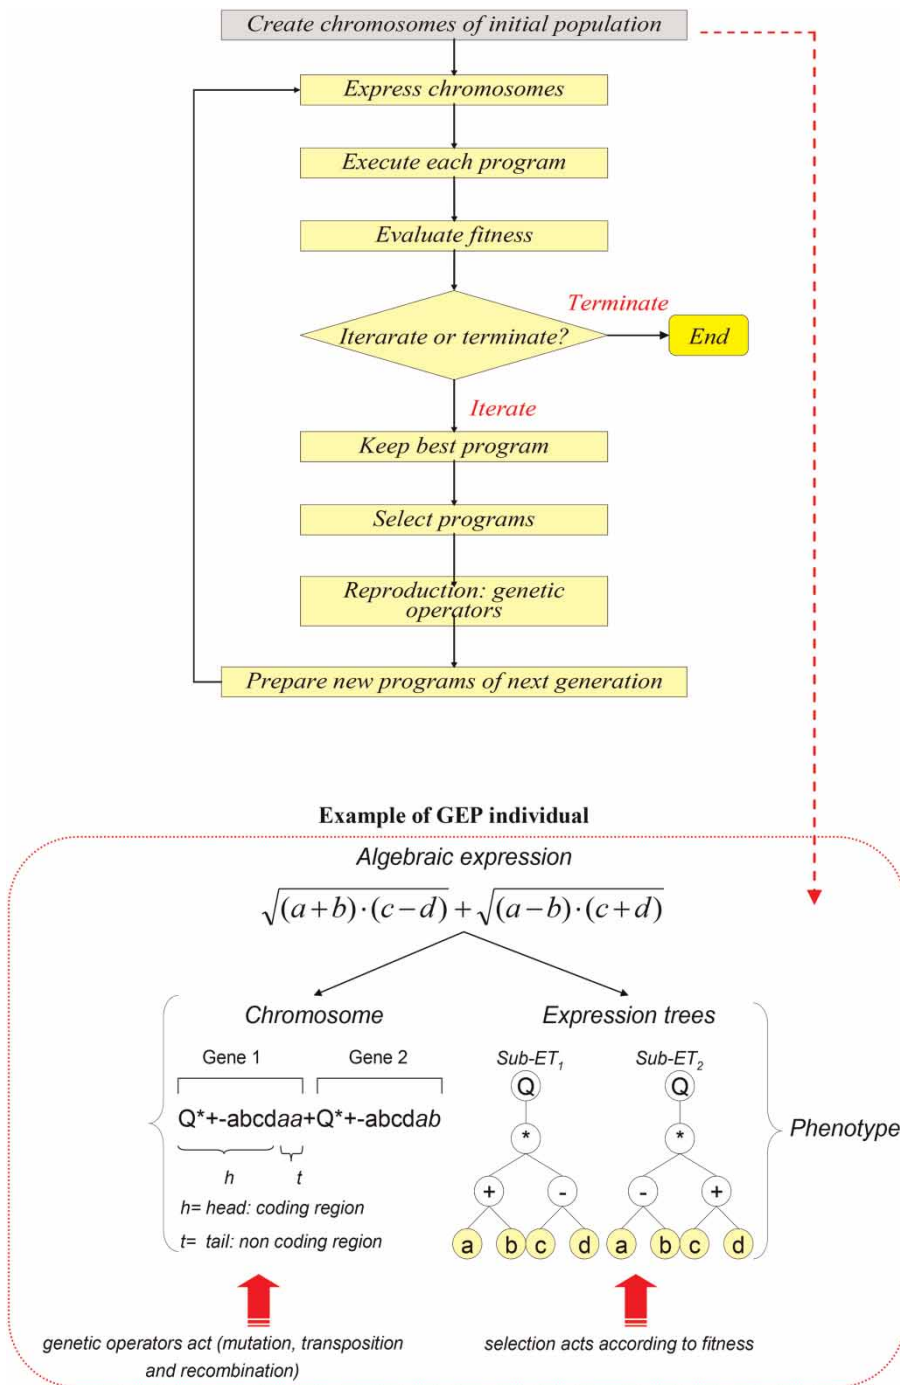 Create chromosomes of initial population
Express chromosomes
Execute each program
Evaluate fitness
Terminate
Iterarate or terminate?
End
Iterate
Keep best program
Select programs
Reproduction: genetic
operators
Prepare new programs of next generation
Example of GEP individual
Algebraic expression
√(a+b)·(c−d) + √(a−b)·(c+d)
Chromosome
Expression trees
Gene 1
Gene 2
Q*+-abcdaa+Q*+-abcdab
h
t
h= head: coding region
t= tail: non coding region
Sub-ET₁
Q
*
+ -
a b c d
Sub-ET₂
Q
*
- +
a b c d
Phenotype
genetic operators act (mutation, transposition
and recombination)
selection acts according to fitness